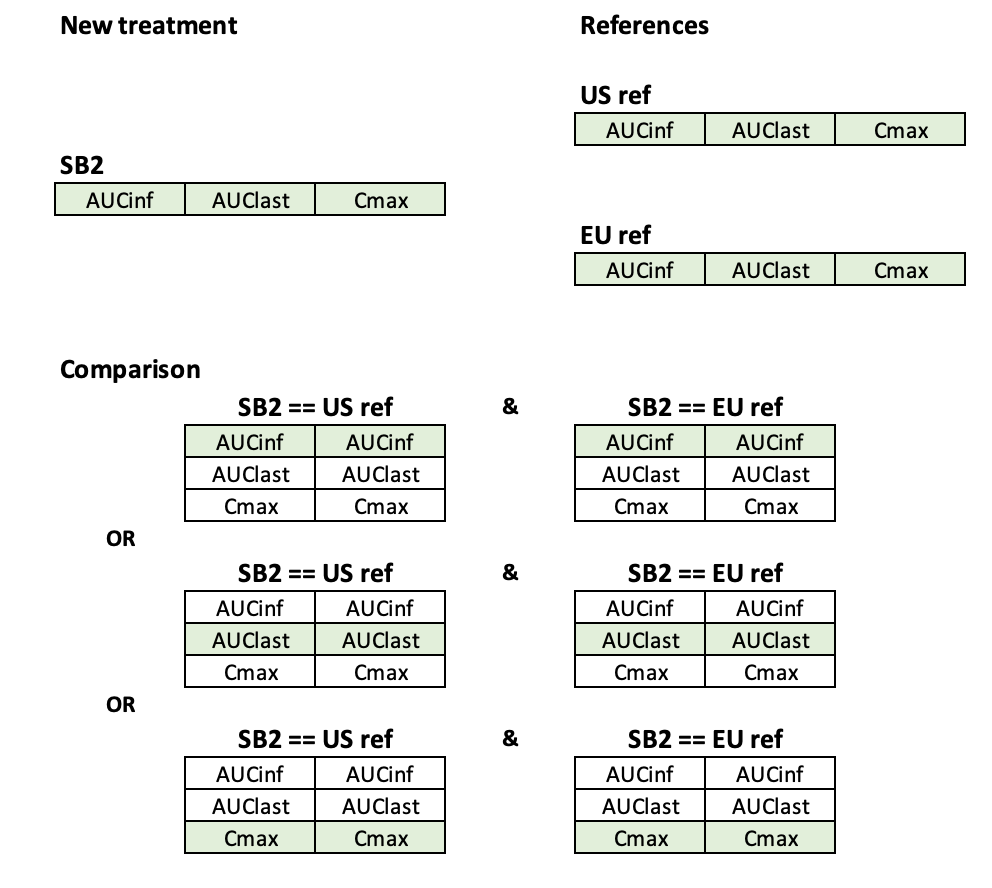 New treatment References
US ref
AUCinf AUClast Cmax
SB2
AUCinf AUClast Cmax
EU ref
AUCinf AUClast Cmax
Comparison
SB2 == US ref & SB2 == EU ref
AUCinf AUCinf AUCinf AUCinf
AUClast AUClast AUClast AUClast
Cmax Cmax Cmax Cmax
OR
SB2 == US ref & SB2 == EU ref
AUCinf AUCinf AUCinf AUCinf
AUClast AUClast AUClast AUClast
Cmax Cmax Cmax Cmax
OR
SB2 == US ref & SB2 == EU ref
AUCinf AUCinf AUCinf AUCinf
AUClast AUClast AUClast AUClast
Cmax Cmax Cmax Cmax